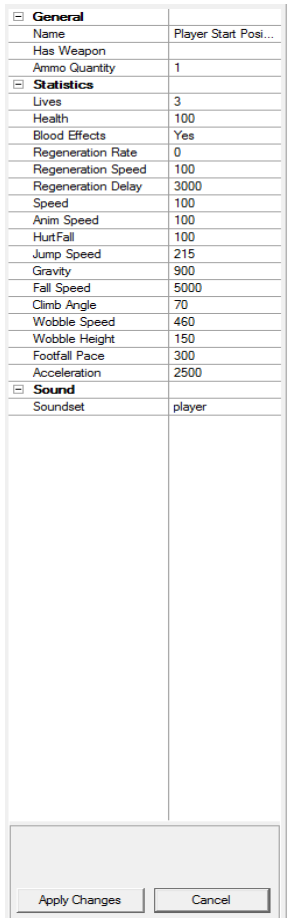 General
Name Player Start Posi...
Has Weapon
Ammo Quantity 1
Statistics
Lives 3
Health 100
Blood Effects Yes
Regeneration Rate 0
Regeneration Speed 100
Regeneration Delay 3000
Speed 100
Anim Speed 100
HurtFall 100
Jump Speed 215
Gravity 900
Fall Speed 5000
Climb Angle 70
Wobble Speed 460
Wobble Height 150
Footfall Pace 300
Acceleration 2500
Sound
Soundset player
Apply Changes Cancel